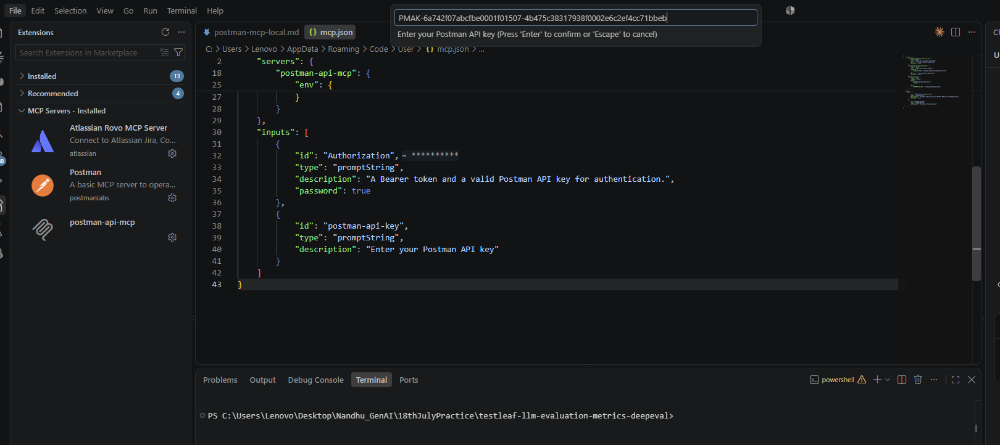 File Edit Selection View Go Run Terminal Help
PMAK-6a742f07abcfbe0001f01507-4b475c38317938f0002e6c2ef4cc71bbeb
Enter your Postman API key (Press 'Enter' to confirm or 'Escape' to cancel)
Extensions
Search Extensions in Marketplace
Installed 13
Recommended 4
MCP Servers - Installed
Atlassian Rovo MCP Server
Connect to Atlassian Jira, Co...
atlassian
Postman
A basic MCP server to opera...
postmanlabs
postman-api-mcp
postman-mcp-local.md {} mcp.json
C: > Users > Lenovo > AppData > Roaming > Code > User > {} mcp.json > ...
2 "servers": {
18 "postman-api-mcp": {
25 "env": {
27 }
28 }
29 },
30 "inputs": [
31 {
32 "id": "Authorization", = **********
33 "type": "promptString",
34 "description": "A Bearer token and a valid Postman API key for authentication.",
35 "password": true
36 },
37 {
38 "id": "postman-api-key",
39 "type": "promptString",
40 "description": "Enter your Postman API key"
41 }
42 ]
43 }
Problems Output Debug Console Terminal Ports
powershell
PS C:\Users\Lenovo\Desktop\Nandhu_GenAI\18thJulyPractice\testleaf-llm-evaluation-metrics-deepeval>